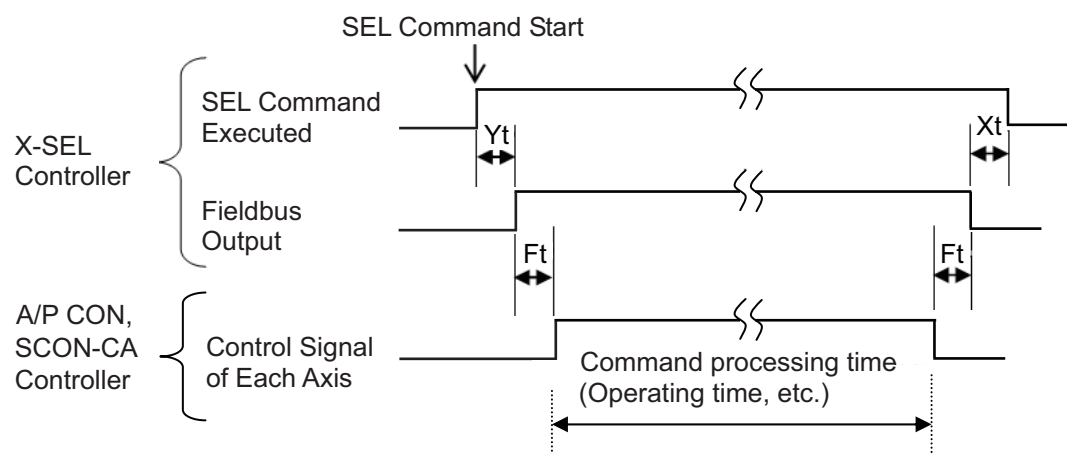 SEL Command Start
X-SEL
Controller
SEL Command
Executed
Yt
Xt
Fieldbus
Output
Ft
Ft
A/P CON,
SCON-CA
Controller
Control Signal
of Each Axis
Command processing time
(Operating time, etc.)